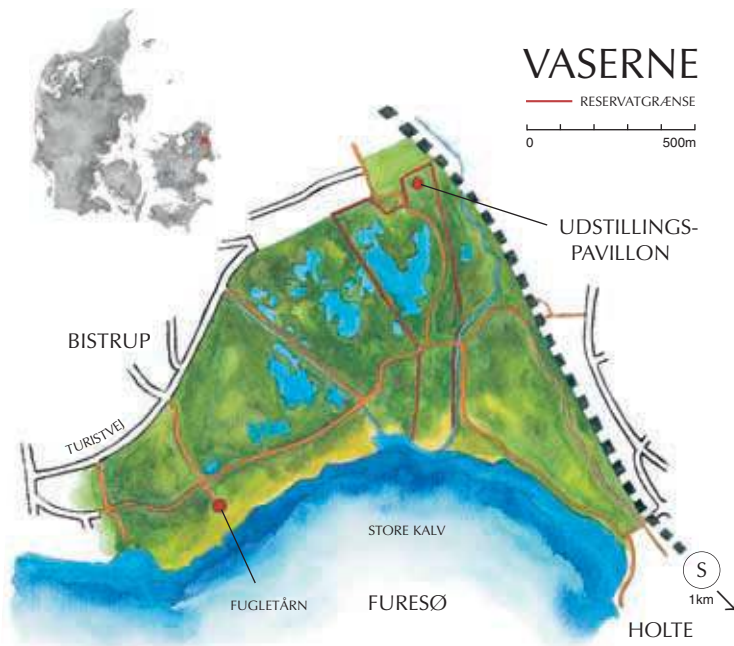 VASERNE
RESERVATGRÆNSE
0 500m
UDSTILLINGS-
PAVILLON
BISTRUP
TURISTVEJ
STORE KALV
FUGLETÅRN
FURESØ
S
1km
HOLTE